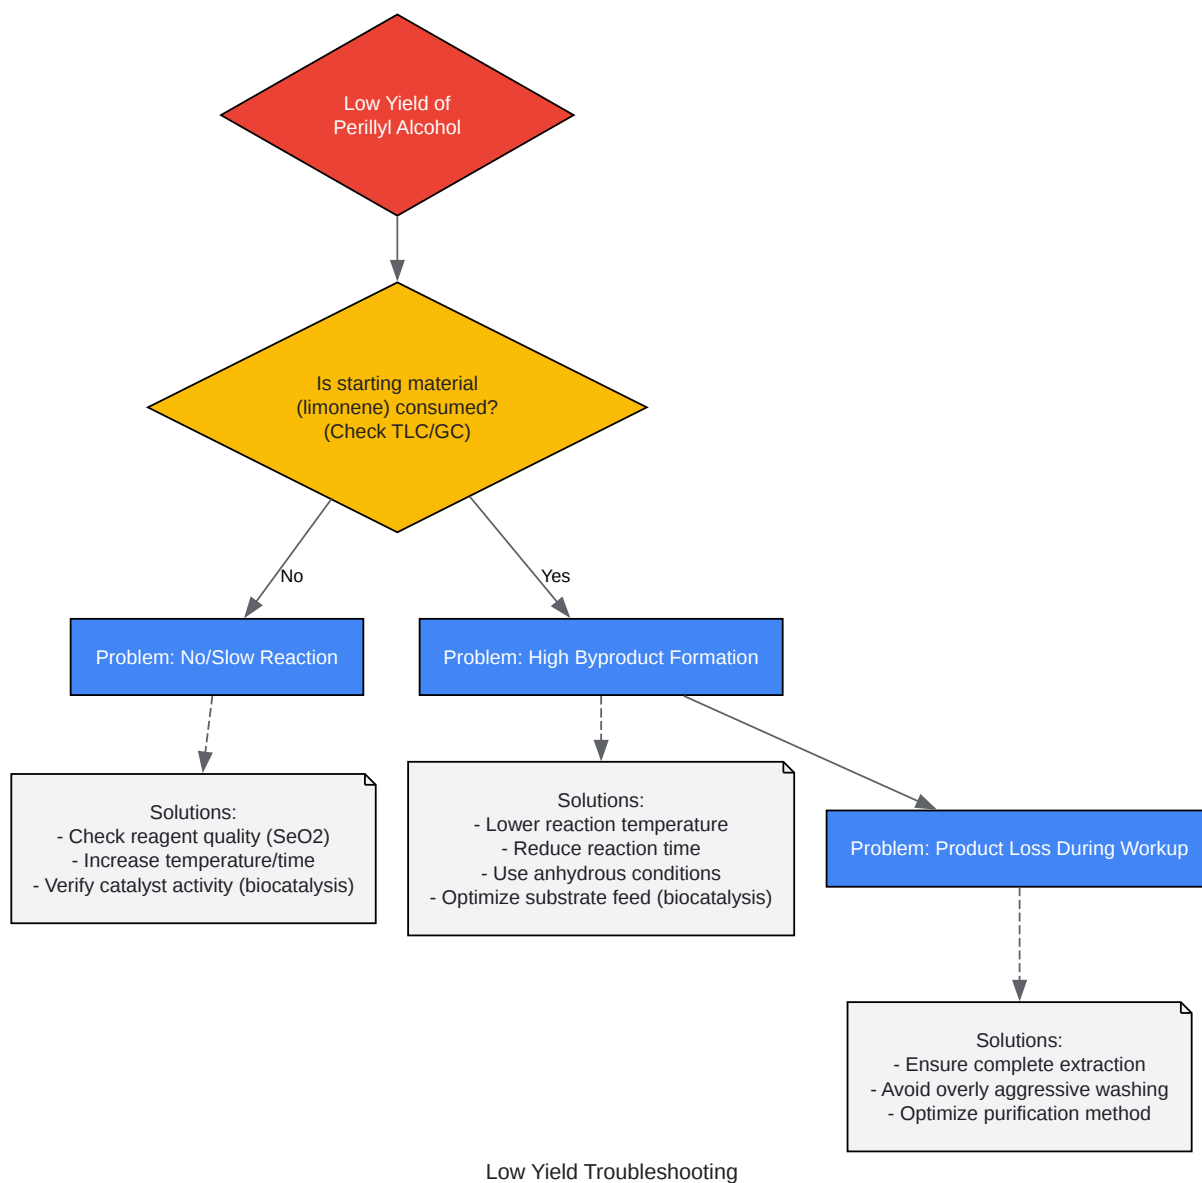 Low Yield of
Perillyl Alcohol
Is starting material
(limonene) consumed?
(Check TLC/GC)
No
Yes
Problem: No/Slow Reaction
Problem: High Byproduct Formation
Solutions:
- Check reagent quality (SeO2)
- Increase temperature/time
- Verify catalyst activity (biocatalysis)
Solutions:
- Lower reaction temperature
- Reduce reaction time
- Use anhydrous conditions
- Optimize substrate feed (biocatalysis)
Problem: Product Loss During Workup
Solutions:
- Ensure complete extraction
- Avoid overly aggressive washing
- Optimize purification method
Low Yield Troubleshooting